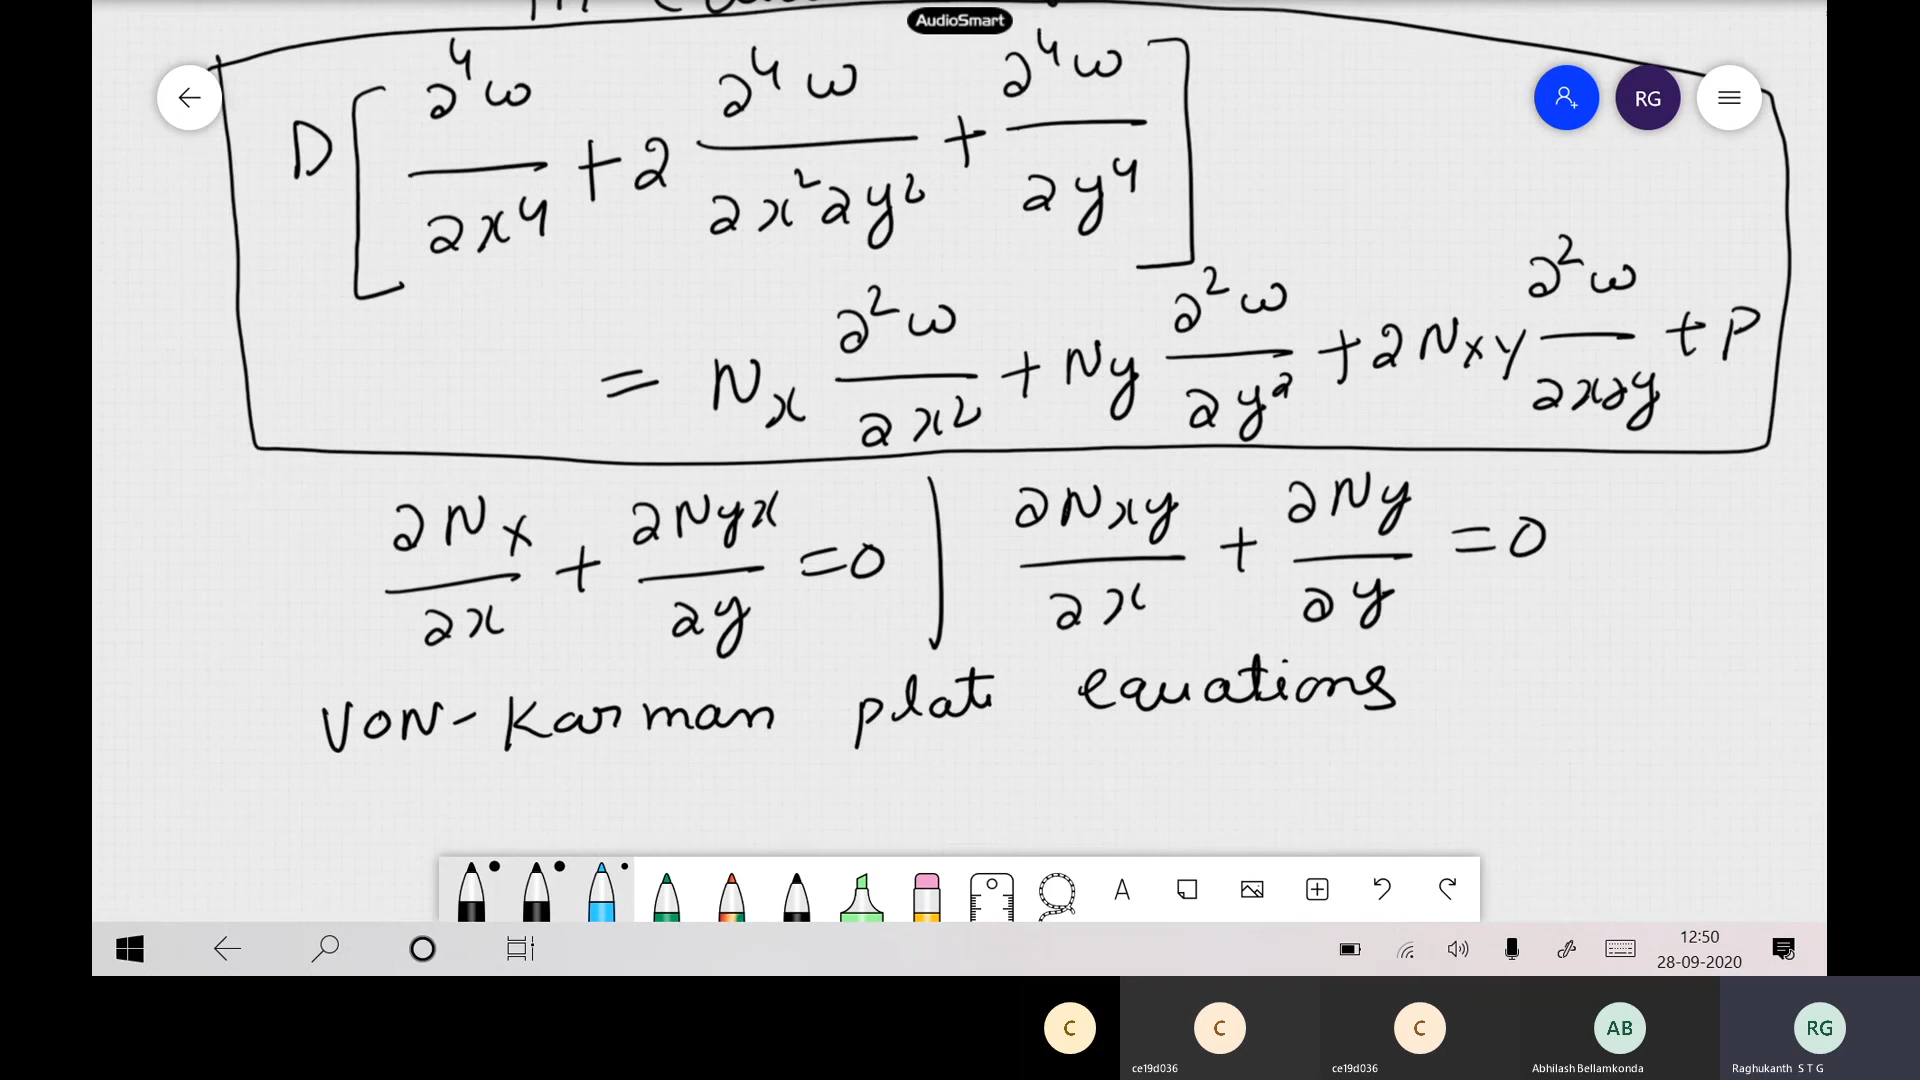 AudioSmart
RG
D[∂⁴ω/∂x⁴ + 2 ∂⁴ω/∂x²∂y² + ∂⁴ω/∂y⁴]
= Nx ∂²ω/∂x² + Ny ∂²ω/∂y² + 2Nxy ∂²ω/∂x∂y + P
∂Nx/∂x + ∂Nyx/∂y = 0 | ∂Nxy/∂x + ∂Ny/∂y = 0
VON-Karman plate equations
A
12:50
28-09-2020
C C C AB RG
ce19d036 ce19d036 Abhilash Bellamkonda Raghukanth S T G